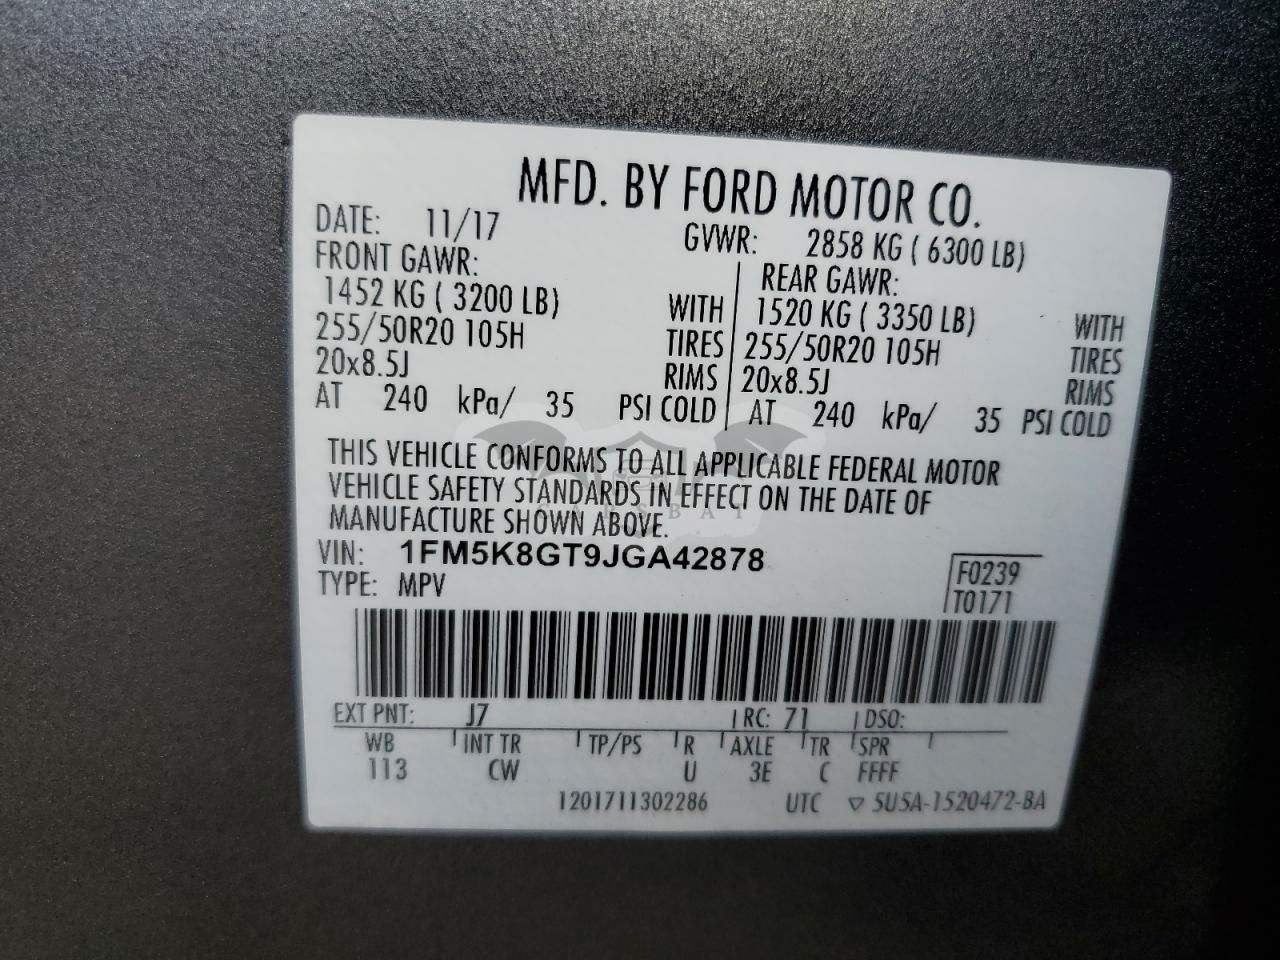 MFD. BY FORD MOTOR CO.
DATE: 11/17 GVWR: 2858 KG ( 6300 LB)
FRONT GAWR:
1452 KG ( 3200 LB) WITH
255/50R20 105H TIRES
20x8.5J RIMS
AT 240 kPa/ 35 PSI COLD
REAR GAWR:
1520 KG ( 3350 LB) WITH
255/50R20 105H TIRES
20x8.5J RIMS
AT 240 kPa/ 35 PSI COLD
THIS VEHICLE CONFORMS TO ALL APPLICABLE FEDERAL MOTOR
VEHICLE SAFETY STANDARDS IN EFFECT ON THE DATE OF
MANUFACTURE SHOWN ABOVE.
CARSBAT
VIN: 1FM5K8GT9JGA42878
TYPE: MPV
F0239
T0171
EXT PNT: J7 RC: 71 DSO:
WB INT TR TP/PS R AXLE TR SPR
113 CW U 3E C FFFF
1201711302286 UTC ▽ 5U5A-1520472-BA